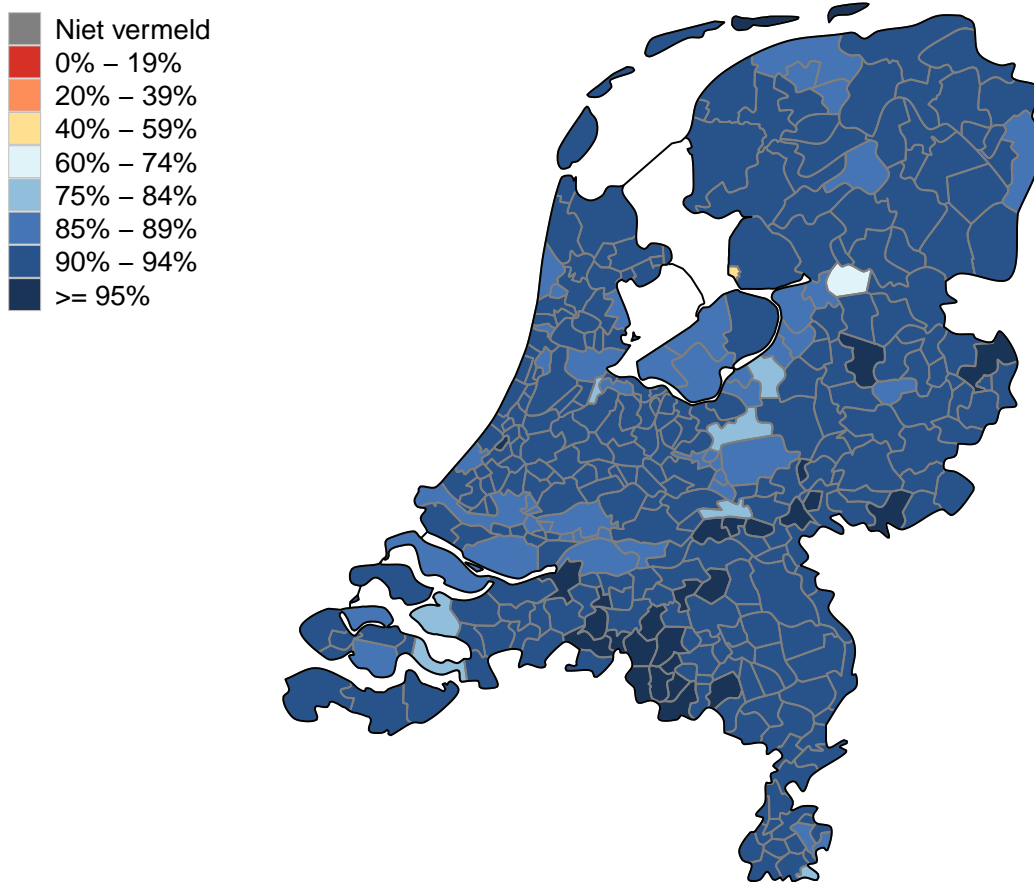 Niet vermeld
0% – 19%
20% – 39%
40% – 59%
60% – 74%
75% – 84%
85% – 89%
90% – 94%
>= 95%